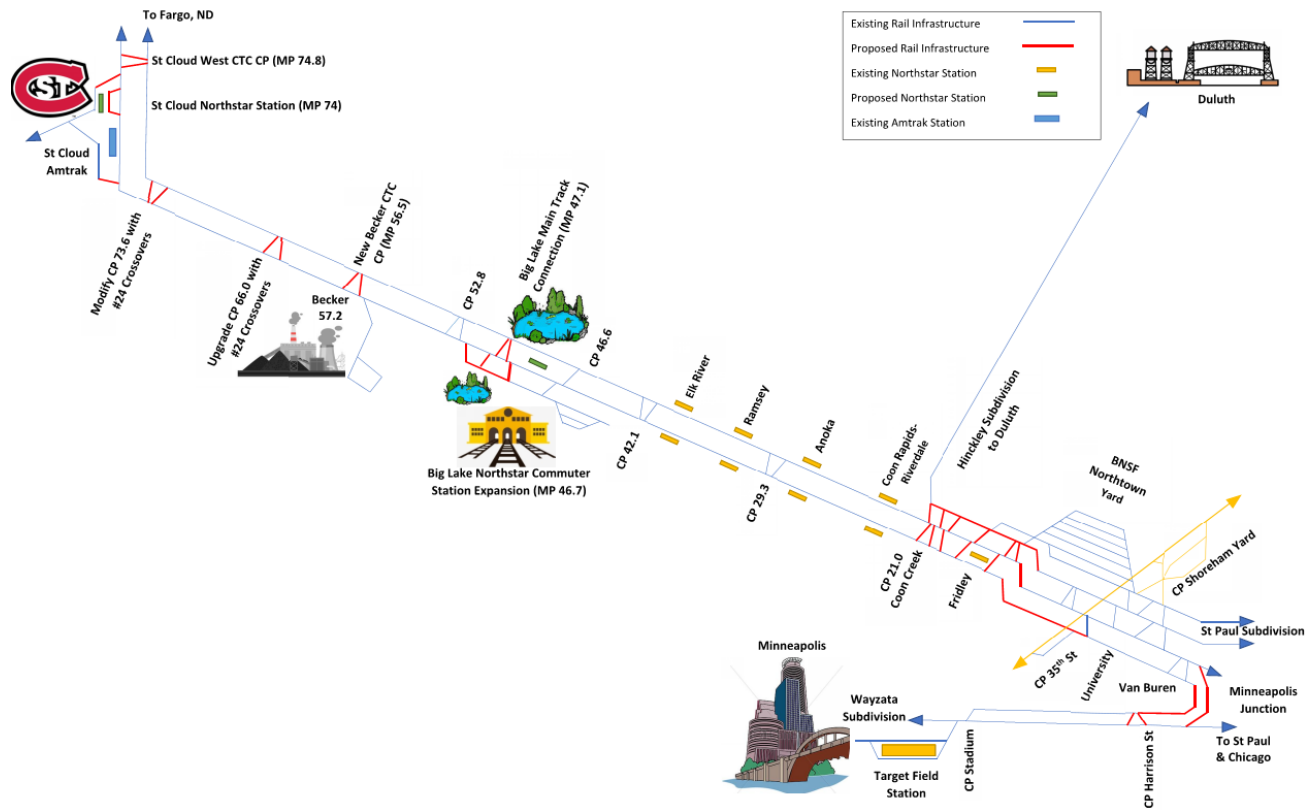 To Fargo, ND
St Cloud West CTC CP (MP 74.8)
ST
C
St Cloud Northstar Station (MP 74)
St Cloud
Amtrak
Existing Rail Infrastructure
Proposed Rail Infrastructure
Existing Northstar Station
Proposed Northstar Station
Existing Amtrak Station
Duluth
Modify CP 73.6 with
#24 Crossovers
Upgrade CP 66.0 with
#24 Crossovers
New Becker CTC
CP (MP 56.5)
Becker
57.2
CP 52.8
Big Lake Main Track
Connection (MP 47.1)
CP 46.6
Big Lake Northstar Commuter
Station Expansion (MP 46.7)
CP 42.1
Elk River
Ramsey
CP 29.3
Anoka
Coon Rapids-
Riverdale
Hinckley Subdivision
to Duluth
CP 21.0
Coon Creek
Fridley
BNSF
Northtown
Yard
CP Shoreham Yard
St Paul Subdivision
CP 35th St
University
Van Buren
Minneapolis
Junction
Minneapolis
Wayzata
Subdivision
Target Field
Station
CP Stadium
CP Harrison St
To St Paul
& Chicago